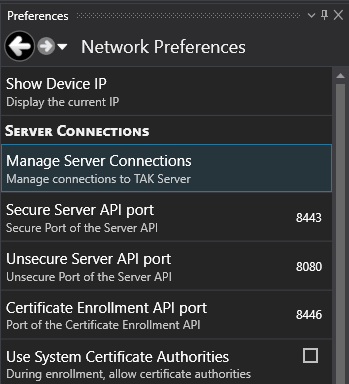 Preferences
Network Preferences
Show Device IP
Display the current IP
SERVER CONNECTIONS
Manage Server Connections
Manage connections to TAK Server
Secure Server API port
Secure Port of the Server API
8443
Unsecure Server API port
Unsecure Port of the Server API
8080
Certificate Enrollment API port
Port of the Certificate Enrollment API
8446
Use System Certificate Authorities
During enrollment, allow certificate authorities